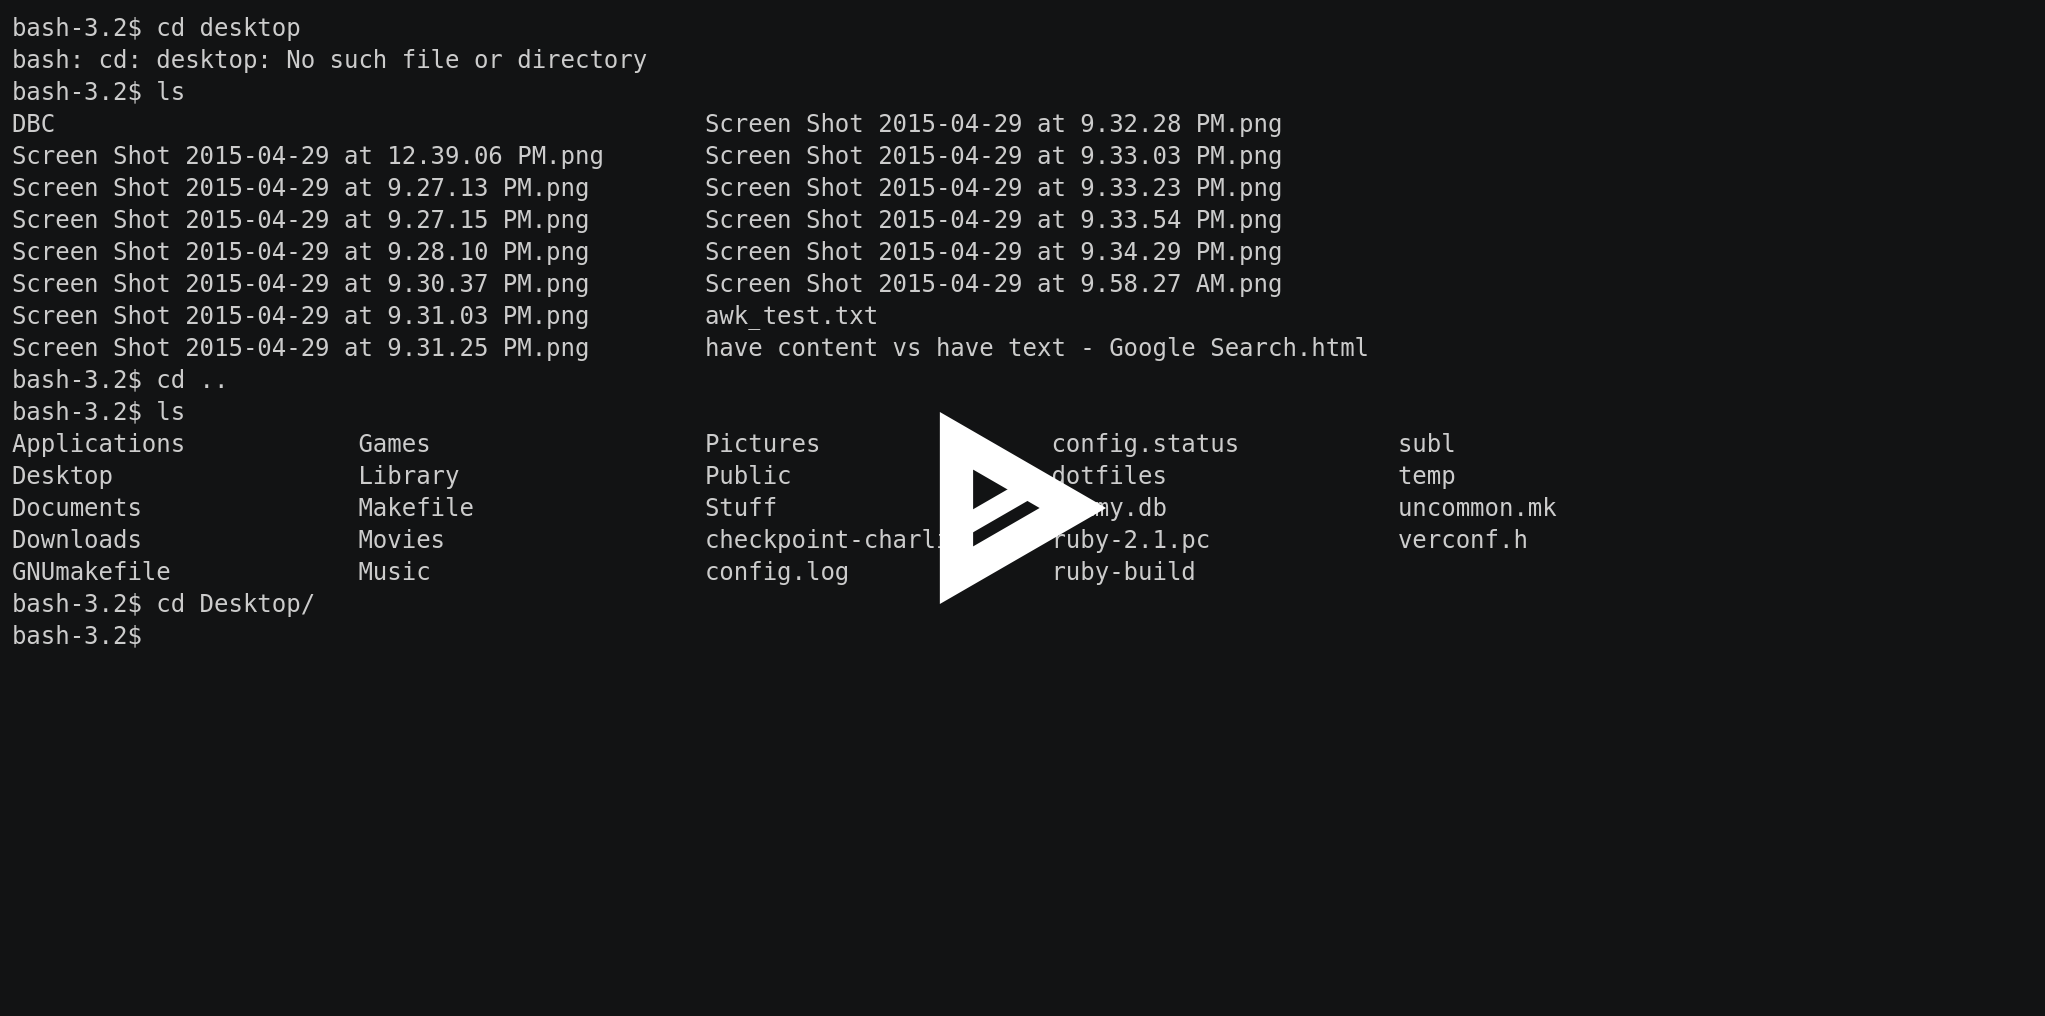 bash-3.2$ cd desktop
bash: cd: desktop: No such file or directory
bash-3.2$ ls
DBC                                             Screen Shot 2015-04-29 at 9.32.28 PM.png
Screen Shot 2015-04-29 at 12.39.06 PM.png       Screen Shot 2015-04-29 at 9.33.03 PM.png
Screen Shot 2015-04-29 at 9.27.13 PM.png        Screen Shot 2015-04-29 at 9.33.23 PM.png
Screen Shot 2015-04-29 at 9.27.15 PM.png        Screen Shot 2015-04-29 at 9.33.54 PM.png
Screen Shot 2015-04-29 at 9.28.10 PM.png        Screen Shot 2015-04-29 at 9.34.29 PM.png
Screen Shot 2015-04-29 at 9.30.37 PM.png        Screen Shot 2015-04-29 at 9.58.27 AM.png
Screen Shot 2015-04-29 at 9.31.03 PM.png        awk_test.txt
Screen Shot 2015-04-29 at 9.31.25 PM.png        have content vs have text - Google Search.html
bash-3.2$ cd ..
bash-3.2$ ls
Applications            Games                   Pictures                config.status           subl
Desktop                 Library                 Public                  dotfiles                temp
Documents               Makefile                Stuff                                           uncommon.mk
Downloads               Movies                                          ruby-2.1.pc             verconf.h
GNUmakefile             Music                   config.log              ruby-build
bash-3.2$ cd Desktop/
bash-3.2$